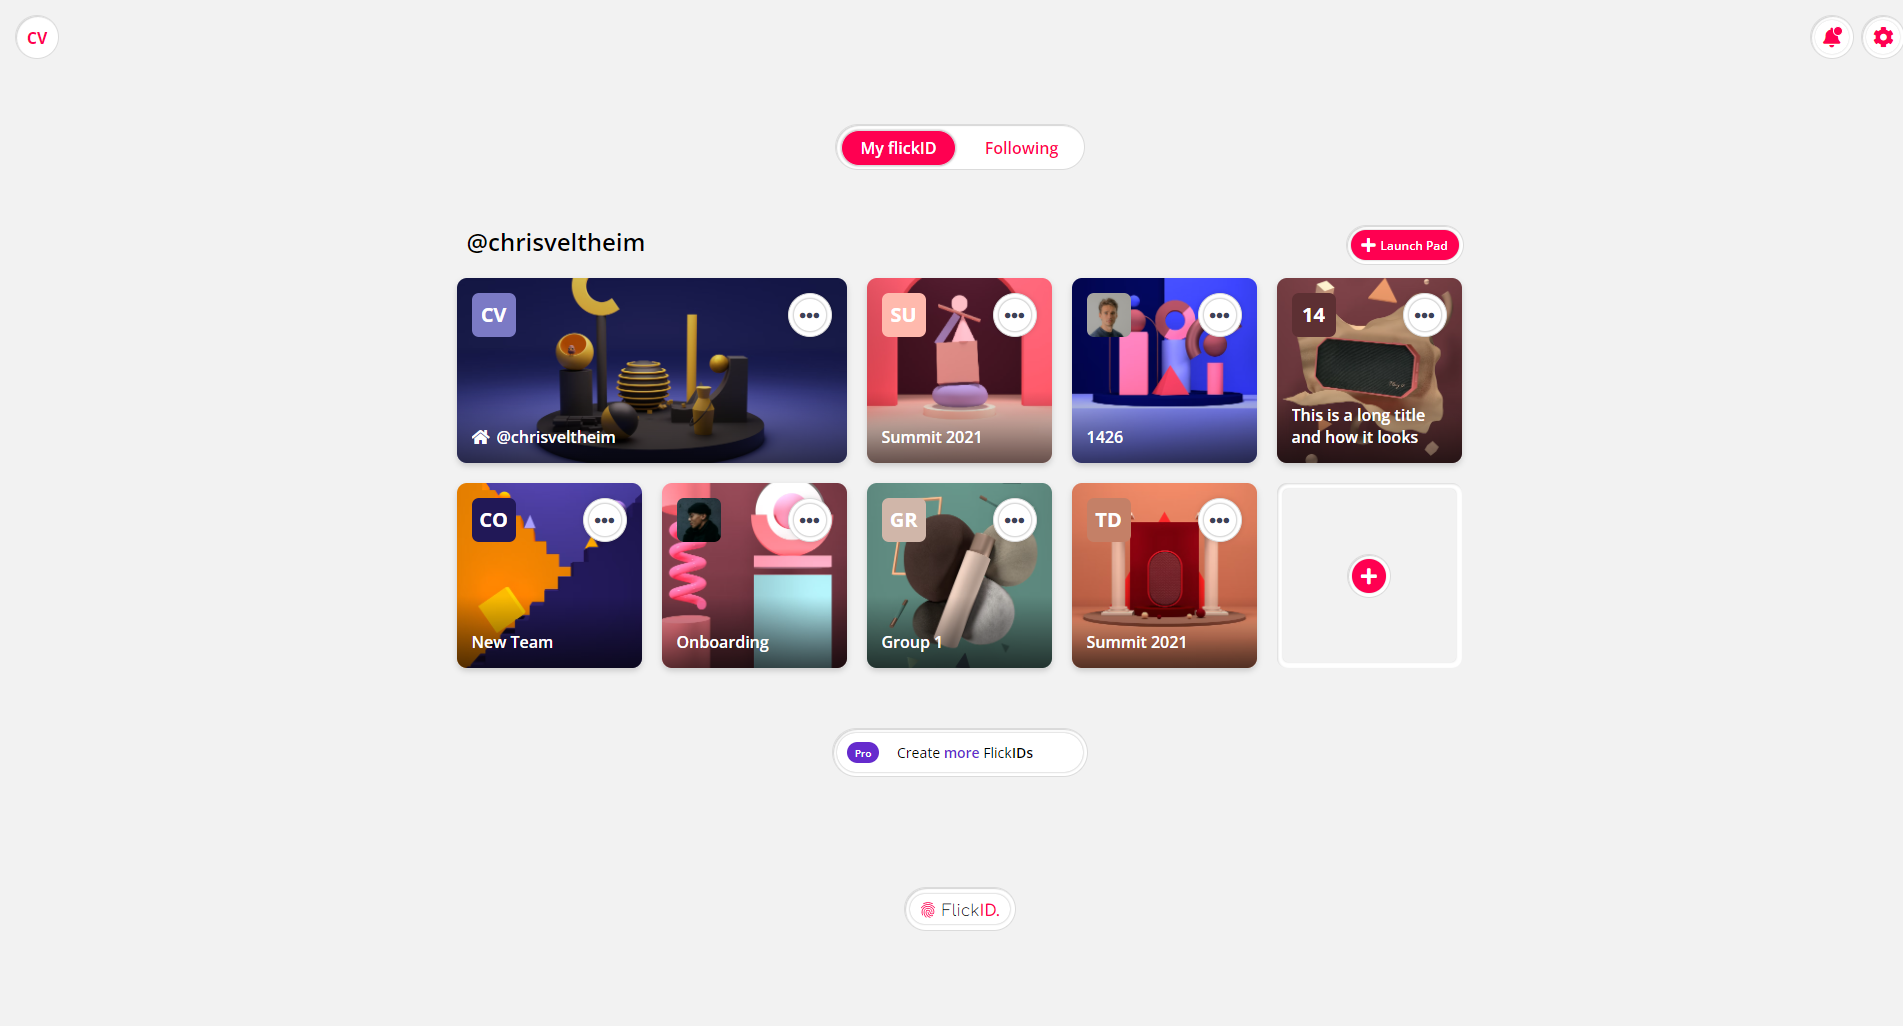 CV
My flickID
Following
@chrisveltheim
Launch Pad
CV
@chrisveltheim
SU
Summit 2021
1426
14
This is a long title
and how it looks
CO
New Team
Onboarding
GR
Group 1
TD
Summit 2021
Pro
Create more FlickIDs
FlickID.